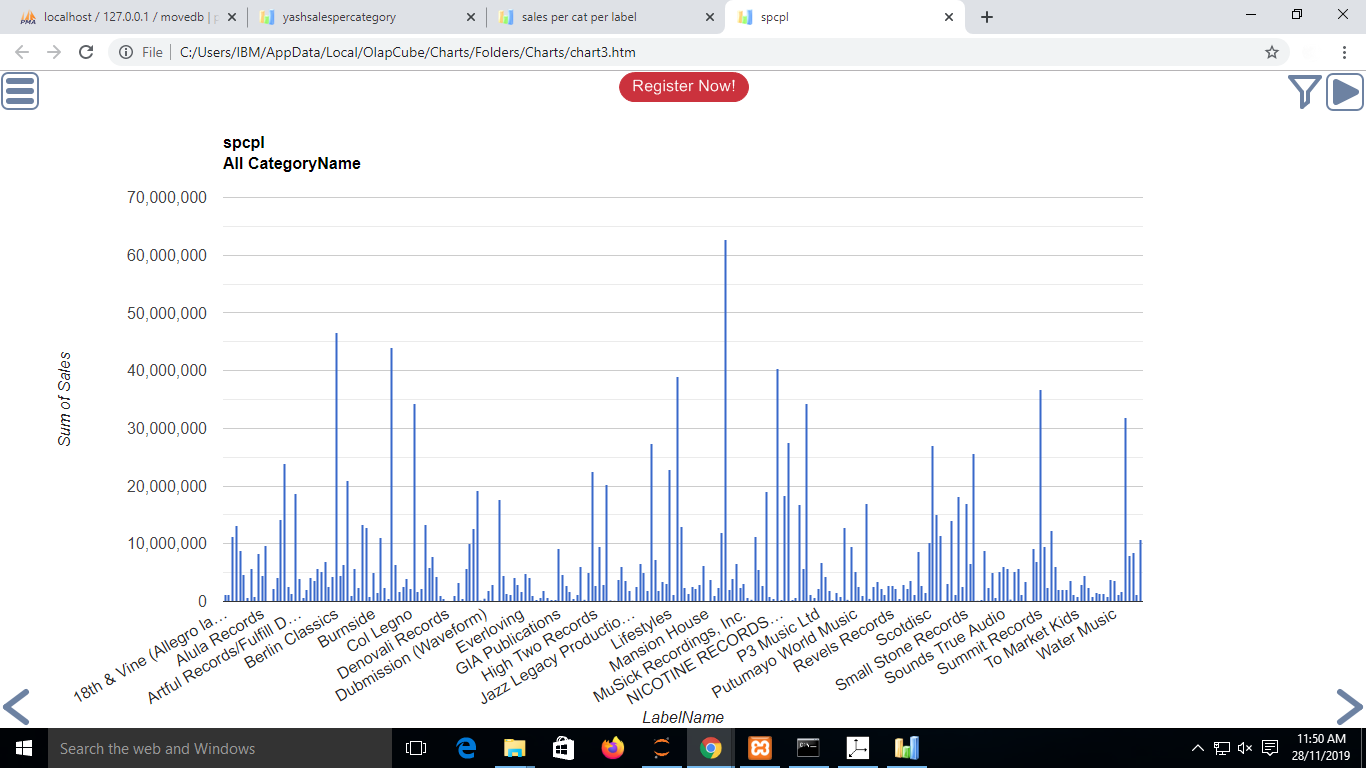 localhost / 127.0.0.1 / movedb | p
yashsalespercategory
sales per cat per label
spcpl
File
C:/Users/IBM/AppData/Local/OlapCube/Charts/Folders/Charts/chart3.htm
Register Now!
spcpl
All CategoryName
70,000,000
60,000,000
50,000,000
40,000,000
30,000,000
20,000,000
10,000,000
0
Sum of Sales
18th & Vine (Allegro la…
Alula Records
Artful Records/Fulfill D…
Berlin Classics
Burnside
Col Legno
Denovali Records
Dubmission (Waveform)
Everloving
GIA Publications
High Two Records
Jazz Legacy Productio…
Lifestyles
Mansion House
MuSick Recordings, Inc.
NICOTINE RECORDS…
P3 Music Ltd
Putumayo World Music
Revels Records
Scotdisc
Small Stone Records
Sounds True Audio
Summit Records
To Market Kids
Water Music
LabelName
Search the web and Windows
11:50 AM
28/11/2019